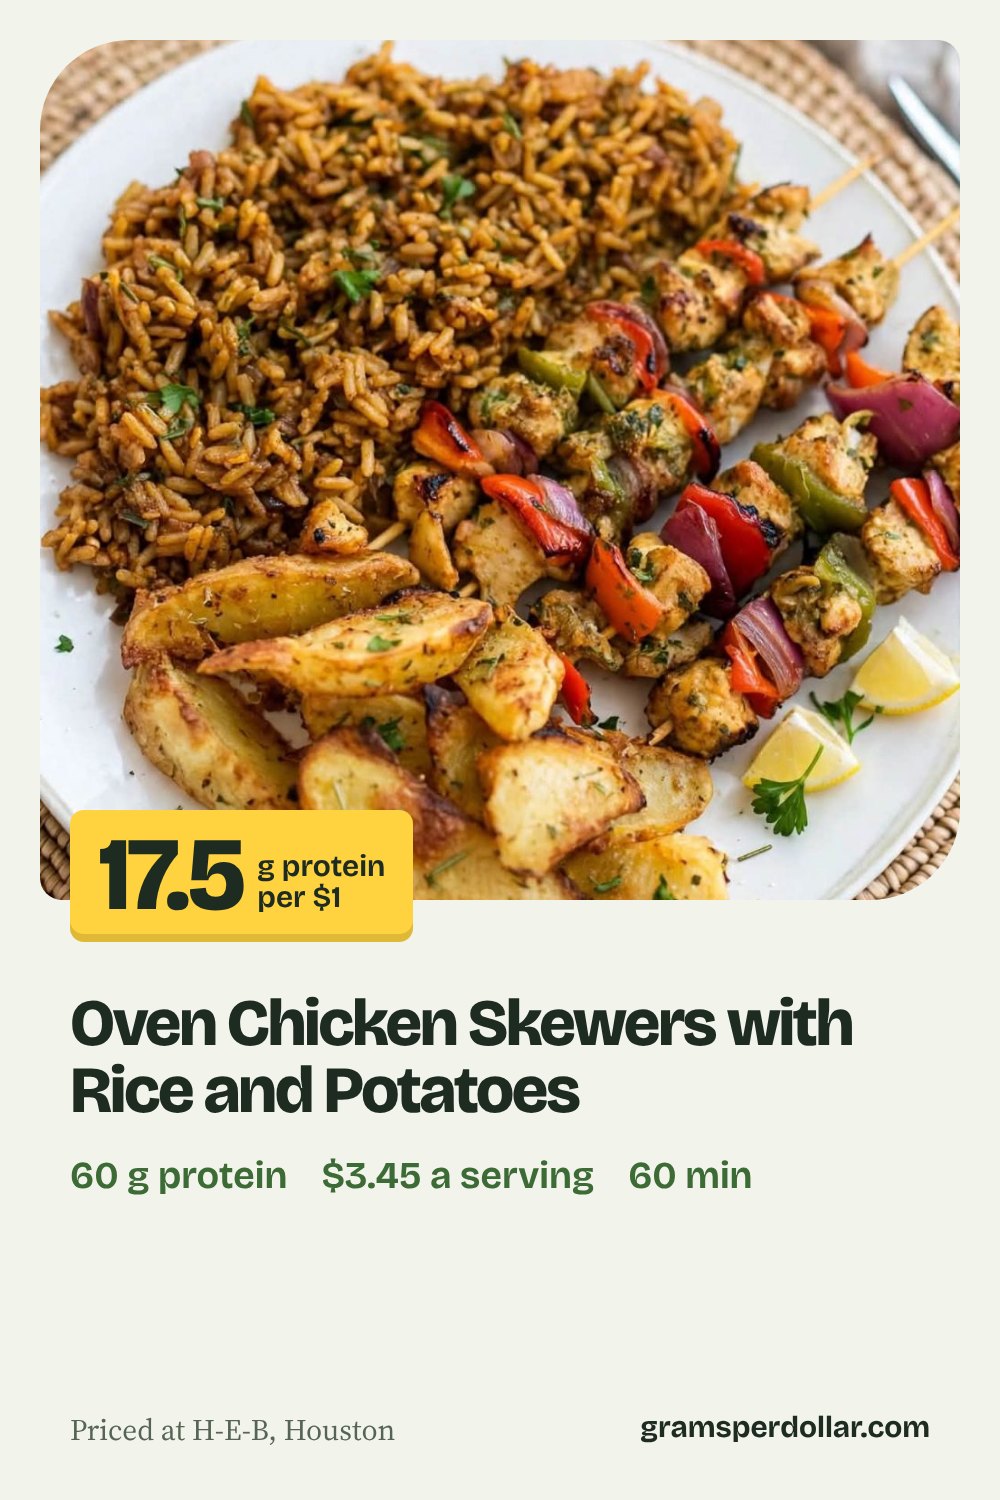 17.5 g protein
per $1
Oven Chicken Skewers with
Rice and Potatoes
60 g protein $3.45 a serving 60 min
Priced at H-E-B, Houston gramsperdollar.com